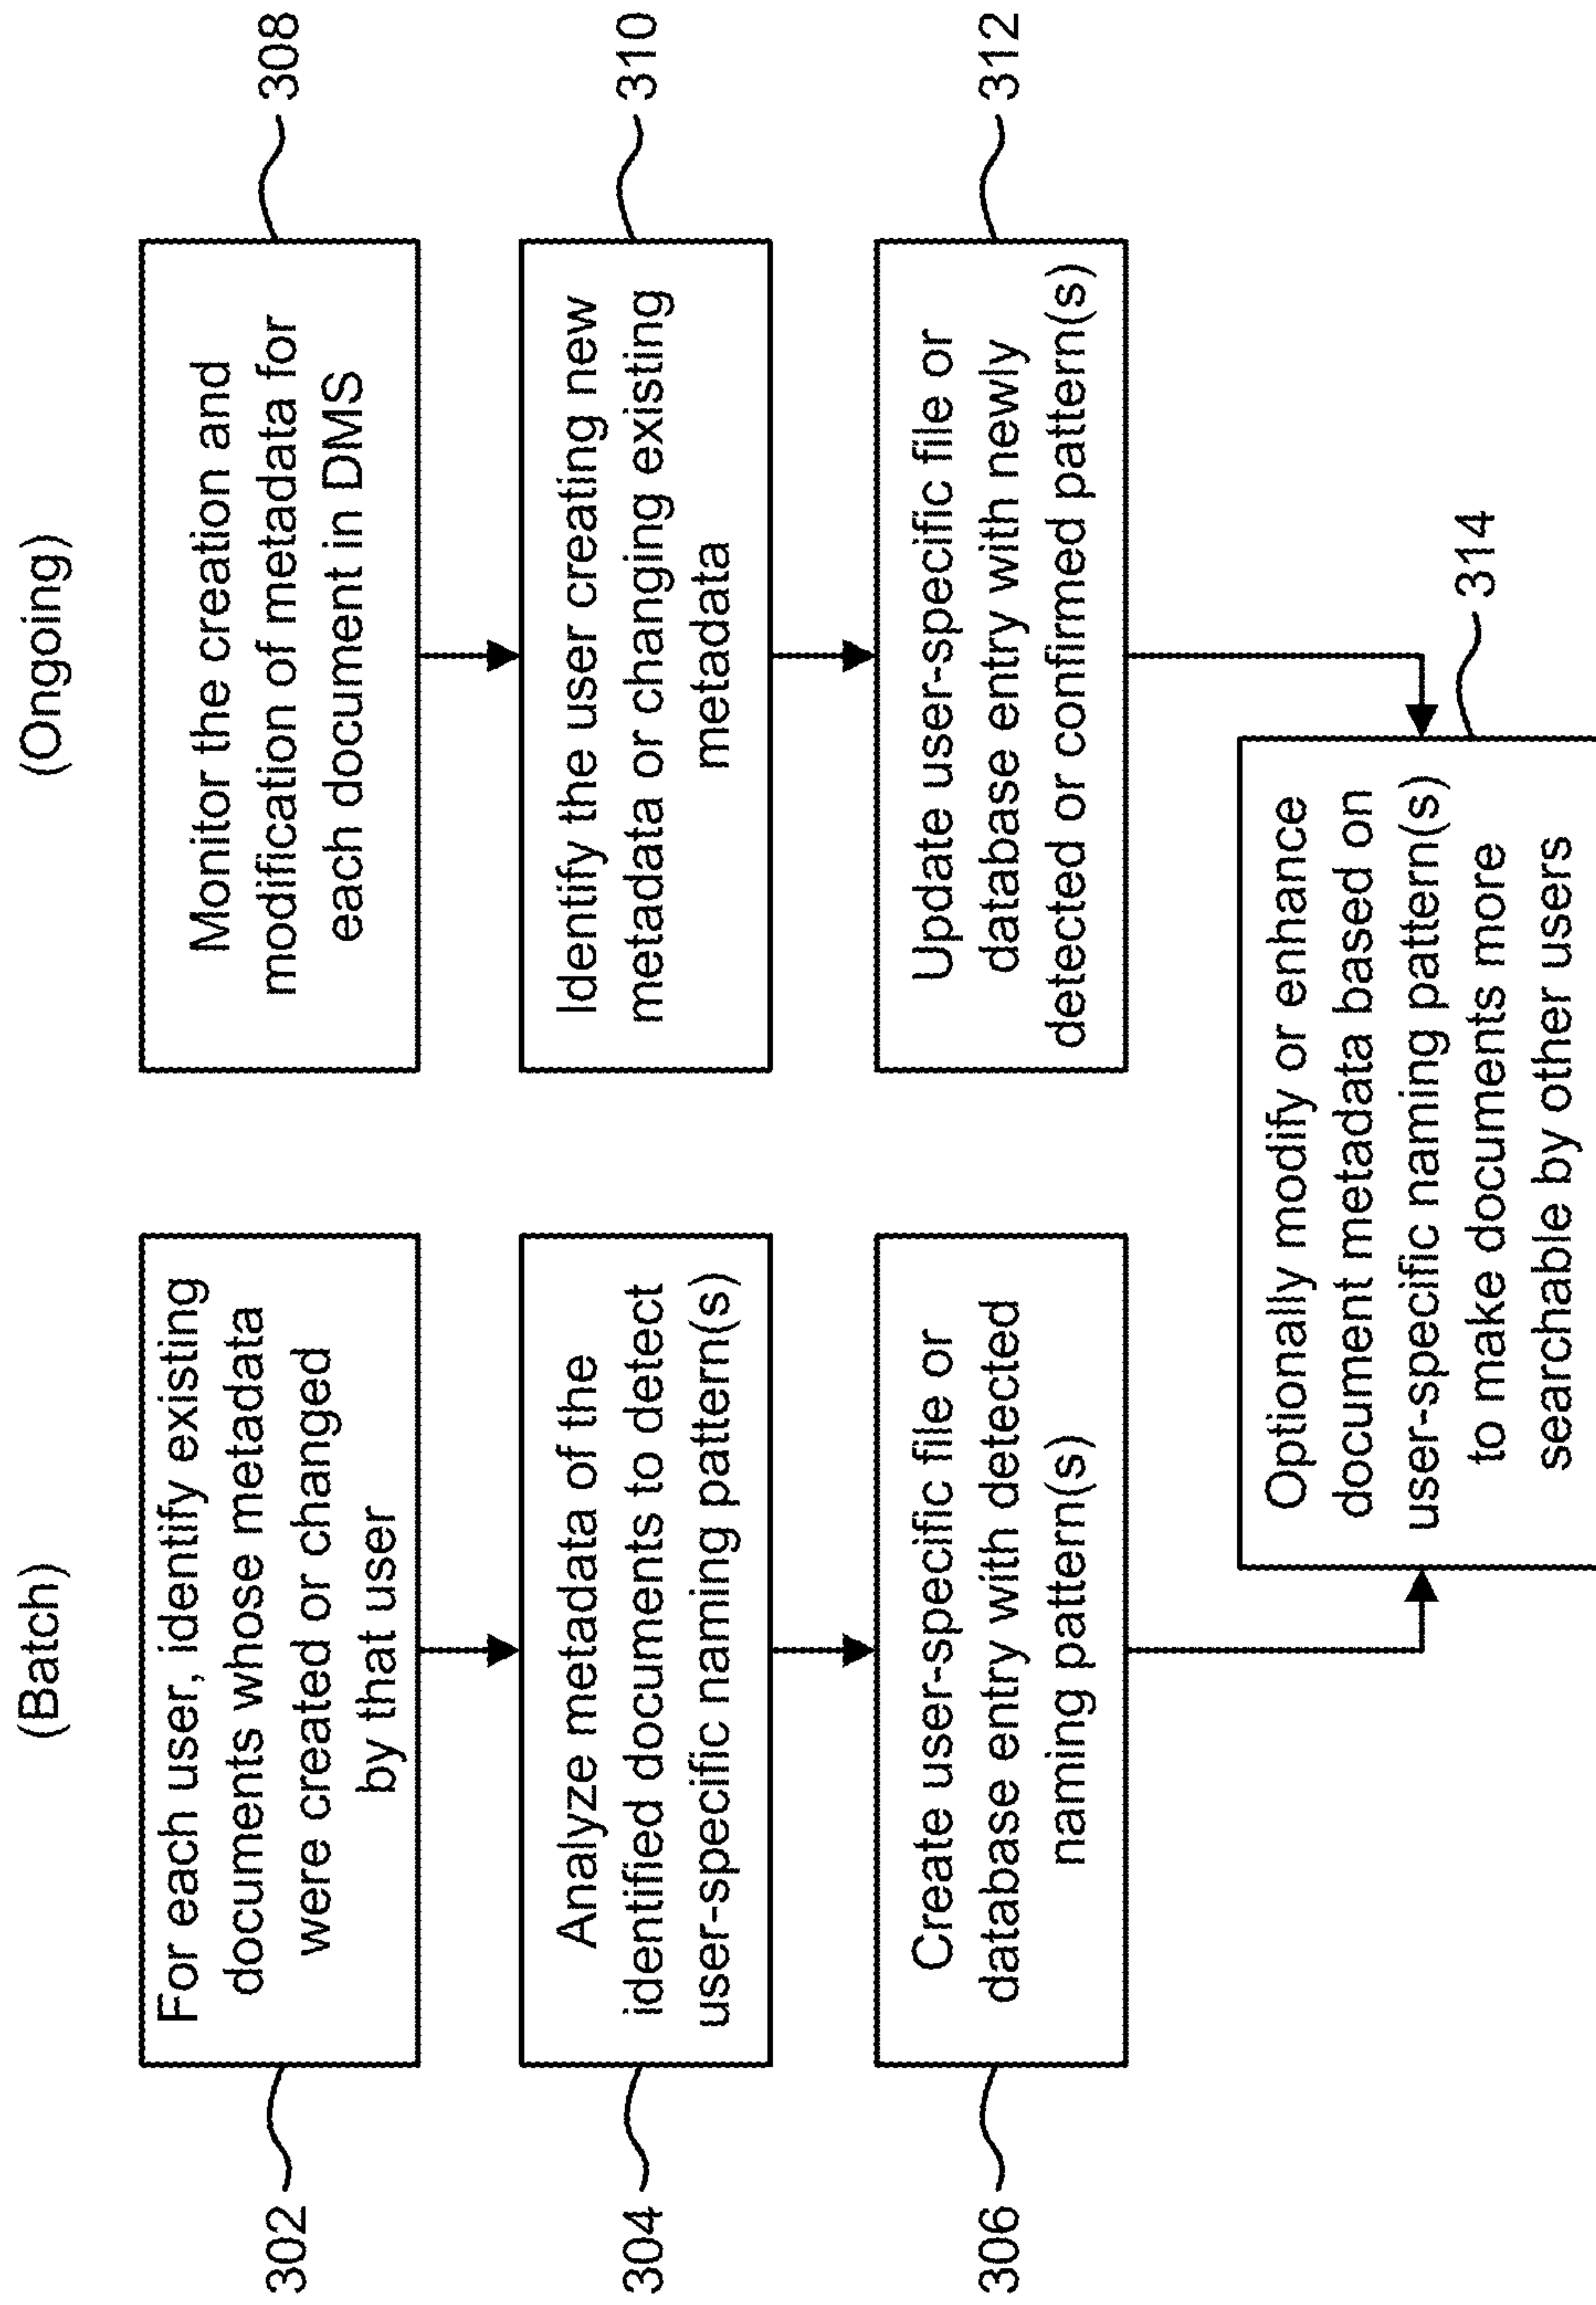 (Batch)
302
For each user, identify existing
documents whose metadata
were created or changed
by that user
304
Analyze metadata of the
identified documents to detect
user-specific naming pattern(s)
306
Create user-specific file or
database entry with detected
naming pattern(s)
(Ongoing)
308
Monitor the creation and
modification of metadata for
each document in DMS
310
Identify the user creating new
metadata or changing existing
metadata
312
Update user-specific file or
database entry with newly
detected or confirmed pattern(s)
314
Optionally modify or enhance
document metadata based on
user-specific naming pattern(s)
to make documents more
searchable by other users